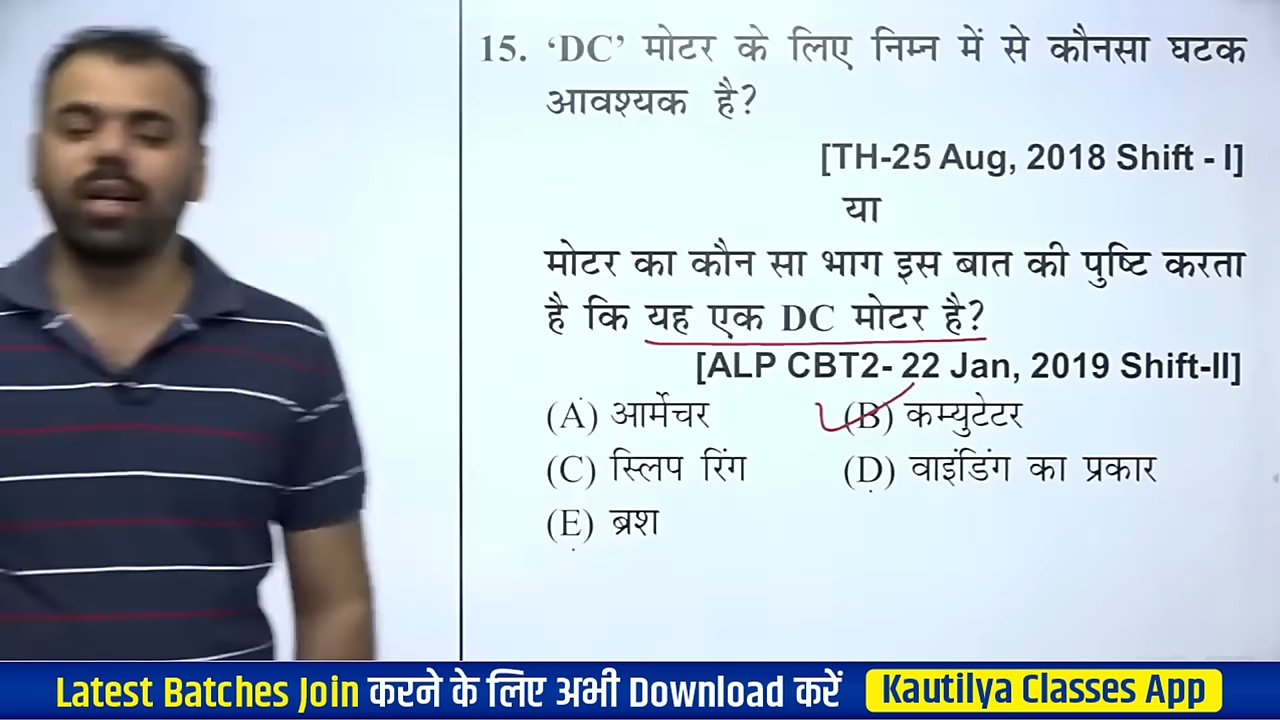 15. ‘DC’ मोटर के लिए निम्न में से कौनसा घटक
आवश्यक है?
[TH-25 Aug, 2018 Shift - I]
या
मोटर का कौन सा भाग इस बात की पुष्टि करता
है कि यह एक DC मोटर है?
[ALP CBT2- 22 Jan, 2019 Shift-II]
(A) आर्मेचर (B) कम्युटेटर
(C) स्लिप रिंग (D) वाइंडिंग का प्रकार
(E) ब्रश
Latest Batches Join करने के लिए अभी Download करें Kautilya Classes App